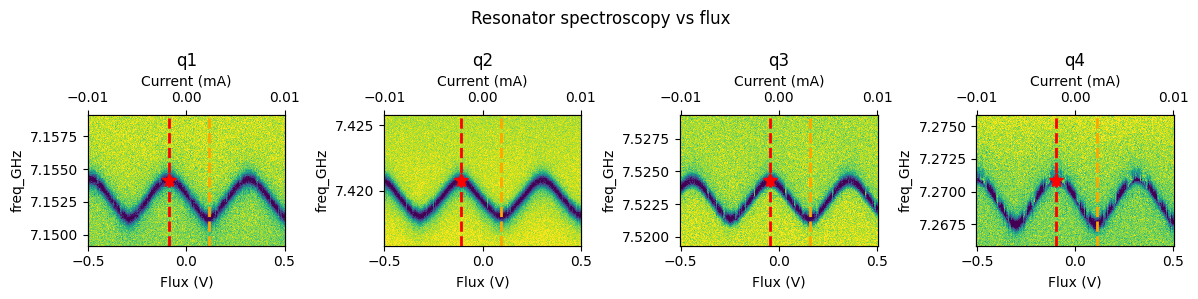 Resonator spectroscopy vs flux
q1
Current (mA)
−0.01 0.00 0.01
freq_GHz
7.1575
7.1550
7.1525
7.1500
−0.5 0.0 0.5
Flux (V)
q2
Current (mA)
−0.01 0.00 0.01
freq_GHz
7.425
7.420
−0.5 0.0 0.5
Flux (V)
q3
Current (mA)
−0.01 0.00 0.01
freq_GHz
7.5275
7.5250
7.5225
7.5200
−0.5 0.0 0.5
Flux (V)
q4
Current (mA)
−0.01 0.00 0.01
freq_GHz
7.2750
7.2725
7.2700
7.2675
−0.5 0.0 0.5
Flux (V)